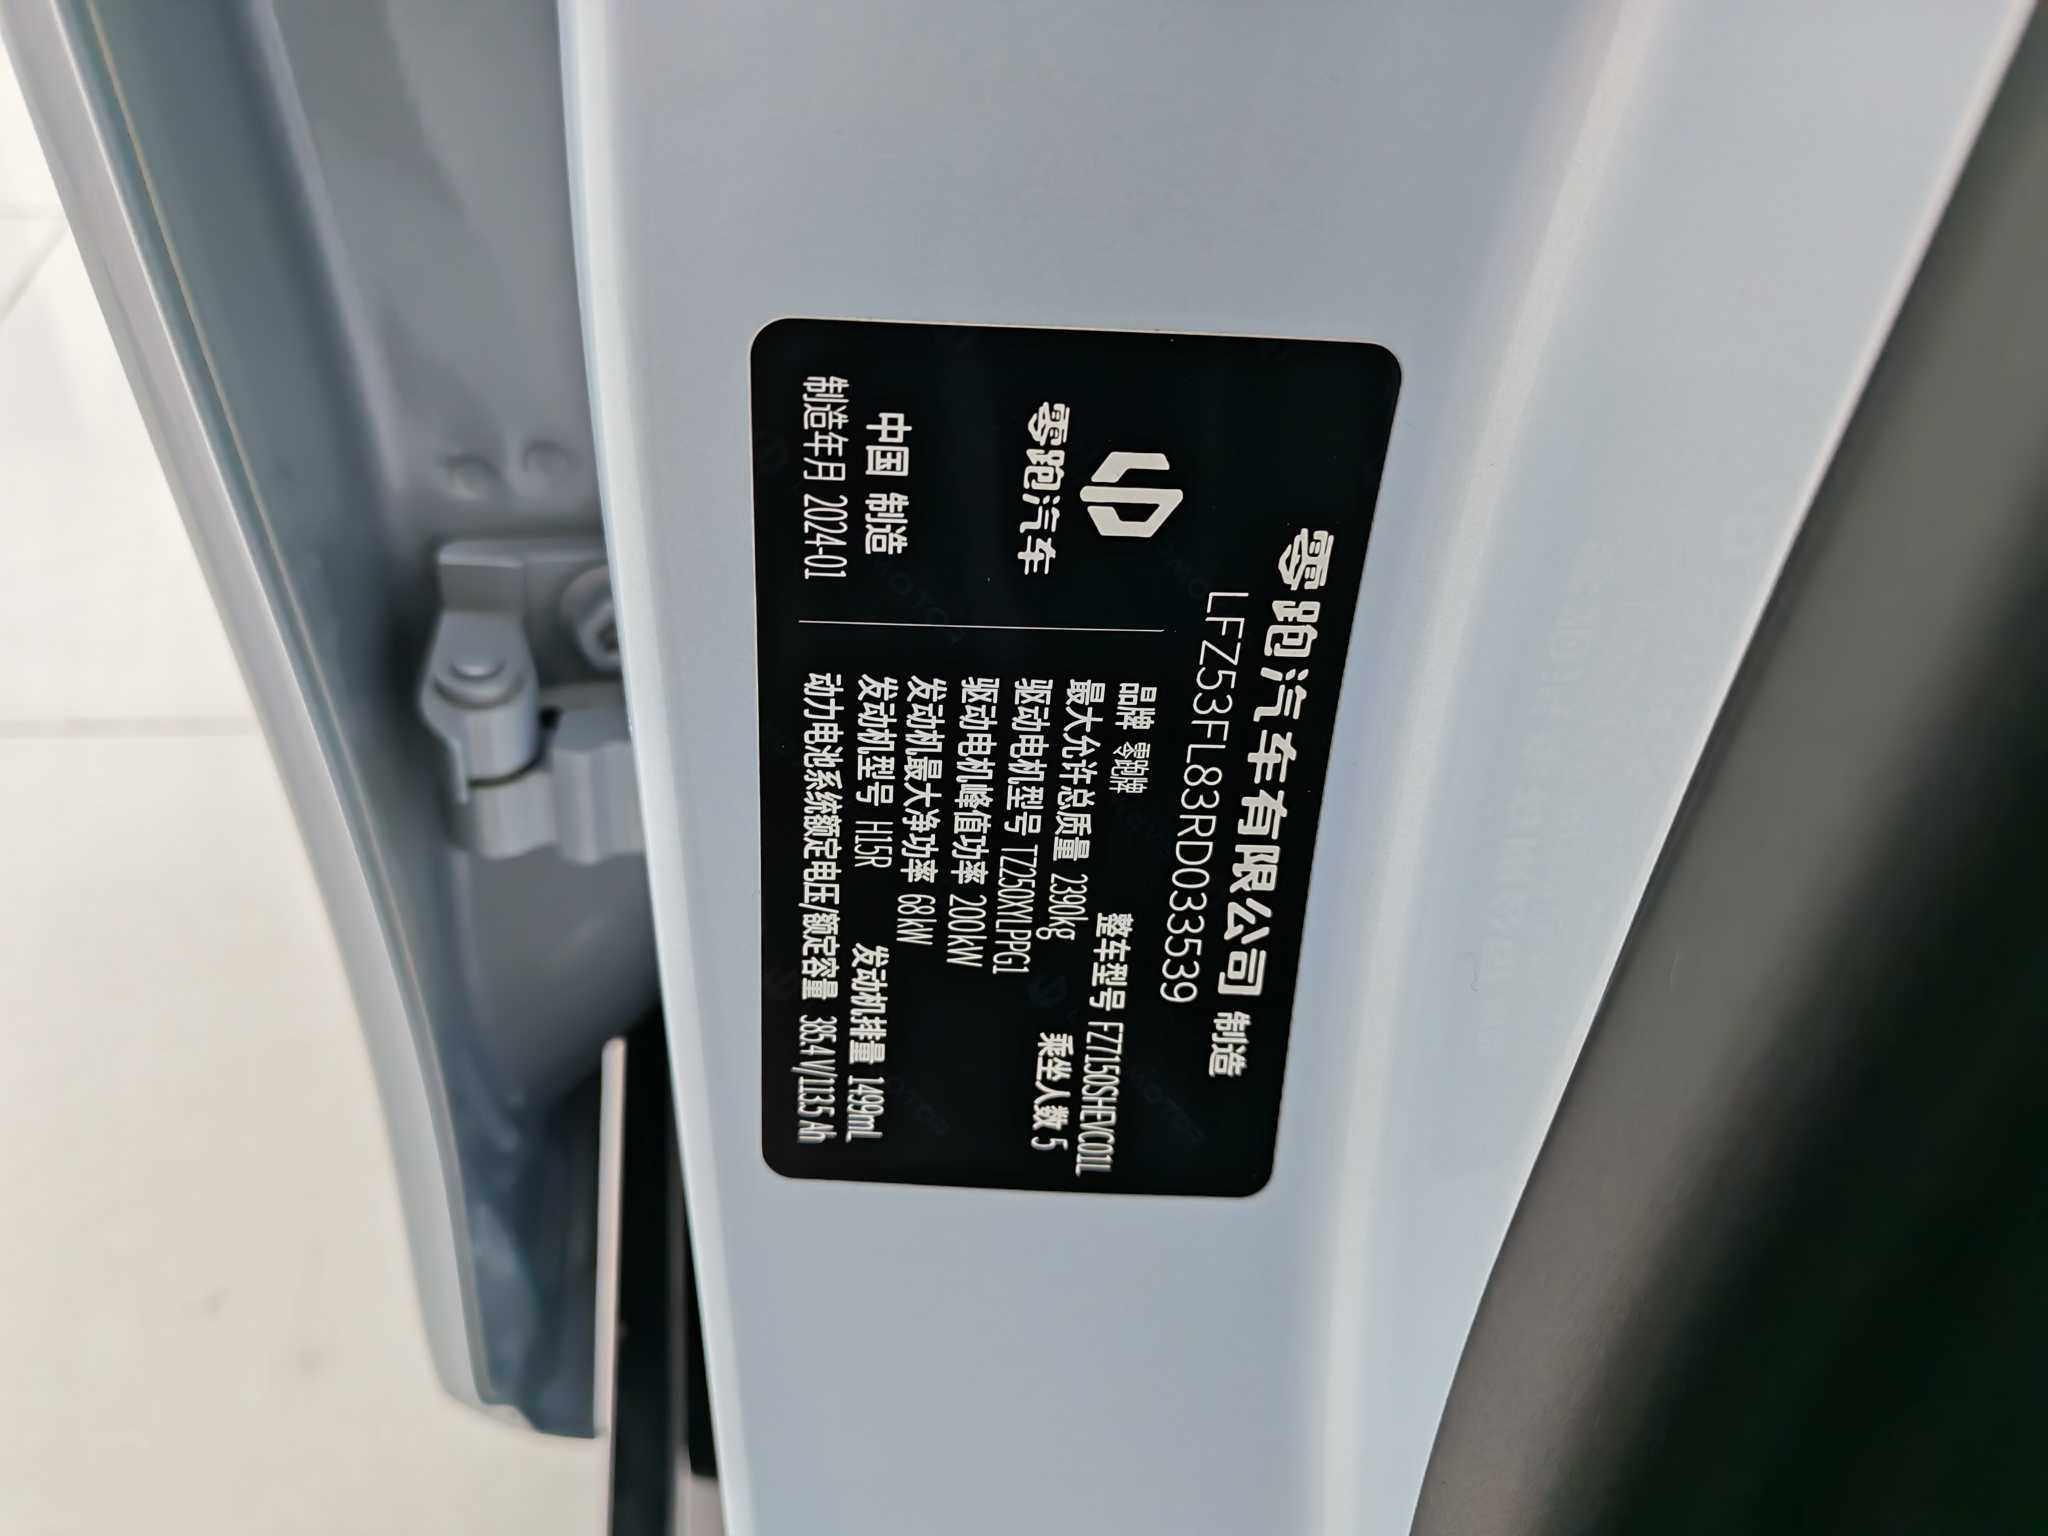 零跑汽车有限公司 制造
LFZ53FL83RD033539
零跑汽车
中国 制造
制造年月 2024-01
品牌 零跑牌 整车型号 FZ7150SHEVC01L
最大允许总质量 2390kg 乘坐人数 5
驱动电机型号 TZ250XYLPPG1
驱动电机峰值功率 200kW
发动机最大净功率 68kW
发动机型号 H15R 发动机排量 1499mL
动力电池系统额定电压/额定容量 385.4V/113.5Ah